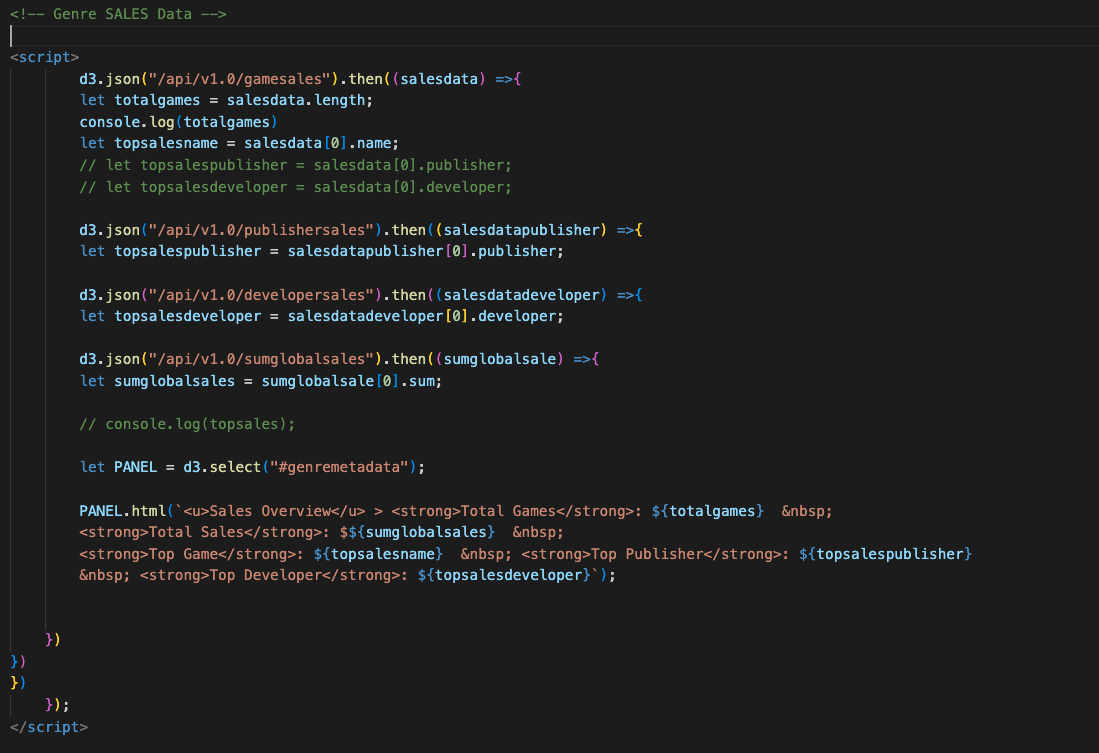 <!-- Genre SALES Data -->
<script>
d3.json("/api/v1.0/gamesales").then((salesdata) =>{
let totalgames = salesdata.length;
console.log(totalgames)
let topsalesname = salesdata[0].name;
// let topsalespublisher = salesdata[0].publisher;
// let topsalesdeveloper = salesdata[0].developer;
d3.json("/api/v1.0/publishersales").then((salesdatapublisher) =>{
let topsalespublisher = salesdatapublisher[0].publisher;
d3.json("/api/v1.0/developersales").then((salesdatadeveloper) =>{
let topsalesdeveloper = salesdatadeveloper[0].developer;
d3.json("/api/v1.0/sumglobalsales").then((sumglobalsale) =>{
let sumglobalsales = sumglobalsale[0].sum;
// console.log(topsales);
let PANEL = d3.select("#genremetadata");
PANEL.html(`<u>Sales Overview</u> > <strong>Total Games</strong>: ${totalgames}  &nbsp;
<strong>Total Sales</strong>: $${sumglobalsales}  &nbsp;
<strong>Top Game</strong>: ${topsalesname}  &nbsp; <strong>Top Publisher</strong>: ${topsalespublisher}
&nbsp; <strong>Top Developer</strong>: ${topsalesdeveloper}`);
})
})
})
});
</script>